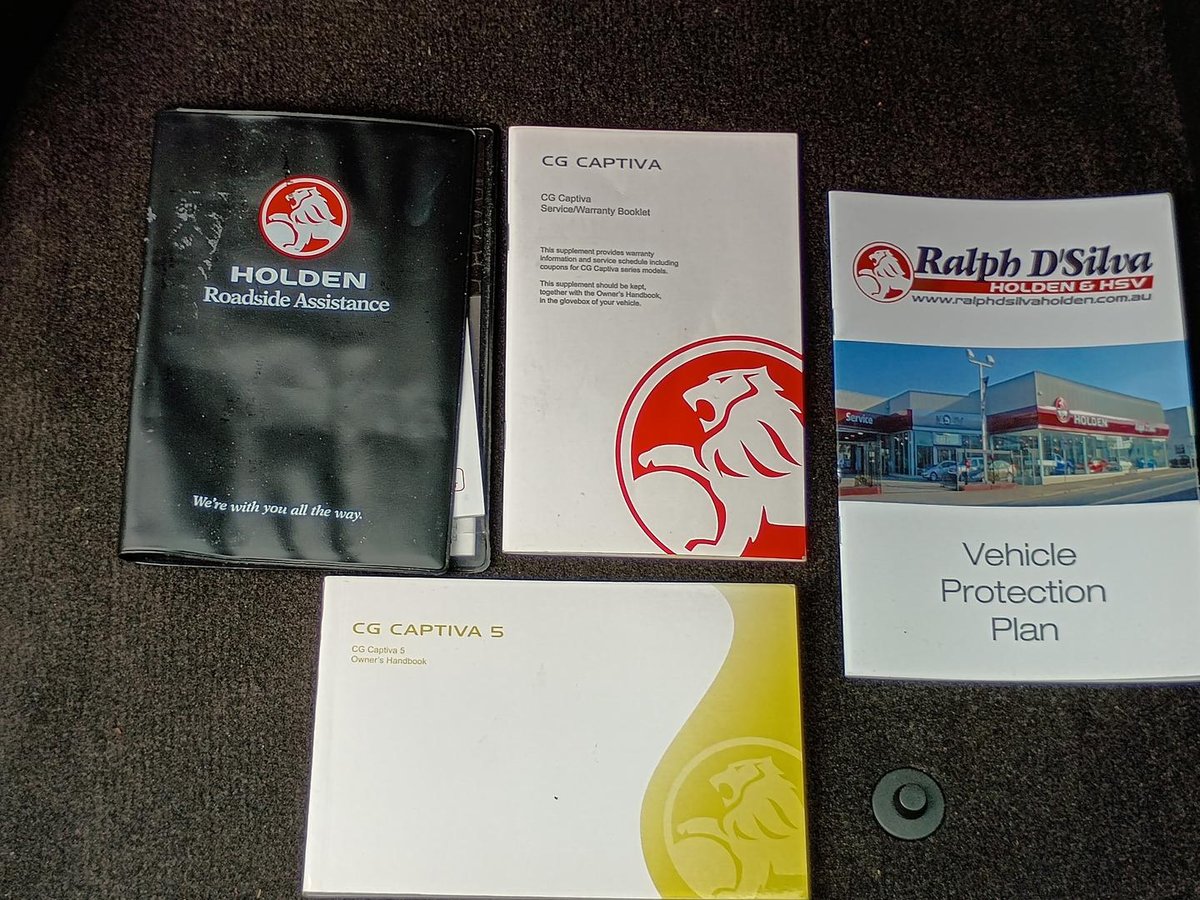 HOLDEN
Roadside Assistance
We're with you all the way.
CG CAPTIVA
CG Captiva
Service/Warranty Booklet
This supplement provides warranty
information and service schedule including
coupons for CG Captiva series models.
This supplement should be kept,
together with the Owner's Handbook,
in the glovebox of your vehicle.
Ralph D'Silva
HOLDEN & HSV
www.ralphdsilvaholden.com.au
Service
HOLDEN
Vehicle
Protection
Plan
CG CAPTIVA 5
CG Captiva 5
Owner's Handbook